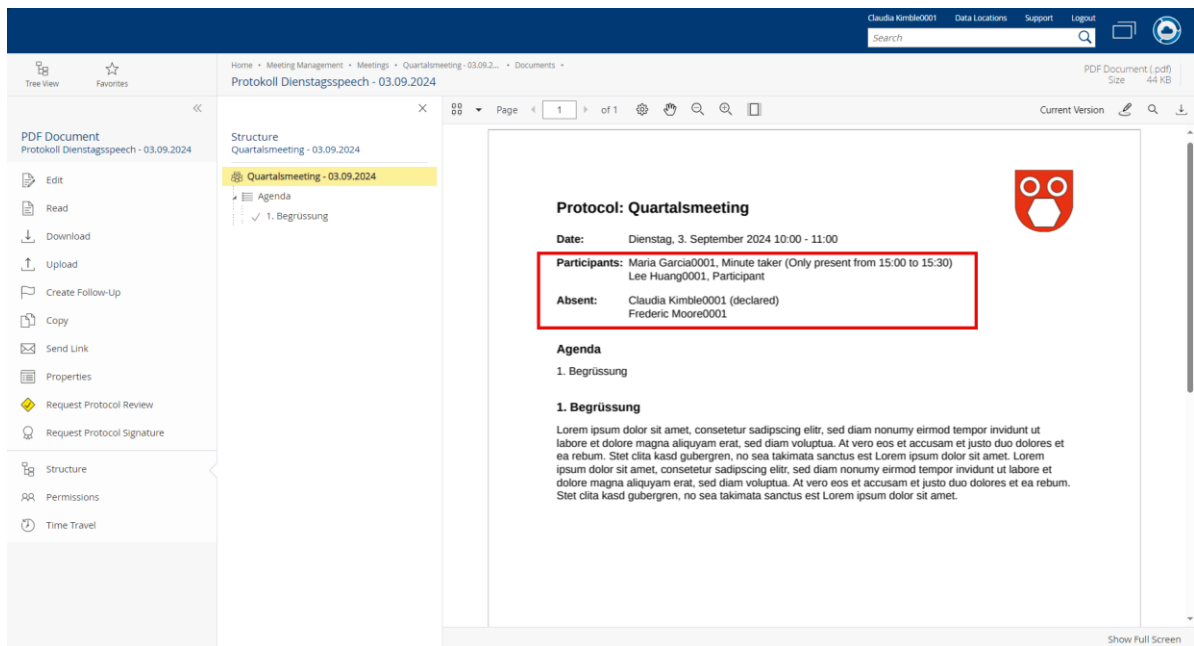 Claudia Kimble0001 Data Locations Support Logout
Search
Tree View Favorites
Home • Meeting Management • Meetings • Quartalsmeeting - 03.09.2... • Documents •
Protokoll Dienstagsspeech - 03.09.2024
PDF Document (.pdf)
Size 44 KB
PDF Document
Protokoll Dienstagsspeech - 03.09.2024
Edit
Read
Download
Upload
Create Follow-Up
Copy
Send Link
Properties
Request Protocol Review
Request Protocol Signature
Structure
Permissions
Time Travel
Structure
Quartalsmeeting - 03.09.2024
Quartalsmeeting - 03.09.2024
Agenda
1. Begrüssung
Page 1 of 1
Current Version
Protocol: Quartalsmeeting
Date: Dienstag, 3. September 2024 10:00 - 11:00
Participants: Maria Garcia0001, Minute taker (Only present from 15:00 to 15:30)
Lee Huang0001, Participant
Absent: Claudia Kimble0001 (declared)
Frederic Moore0001
Agenda
1. Begrüssung
1. Begrüssung
Lorem ipsum dolor sit amet, consetetur sadipscing elitr, sed diam nonumy eirmod tempor invidunt ut
labore et dolore magna aliquyam erat, sed diam voluptua. At vero eos et accusam et justo duo dolores et
ea rebum. Stet clita kasd gubergren, no sea takimata sanctus est Lorem ipsum dolor sit amet. Lorem
ipsum dolor sit amet, consetetur sadipscing elitr, sed diam nonumy eirmod tempor invidunt ut labore et
dolore magna aliquyam erat, sed diam voluptua. At vero eos et accusam et justo duo dolores et ea rebum.
Stet clita kasd gubergren, no sea takimata sanctus est Lorem ipsum dolor sit amet.
Show Full Screen